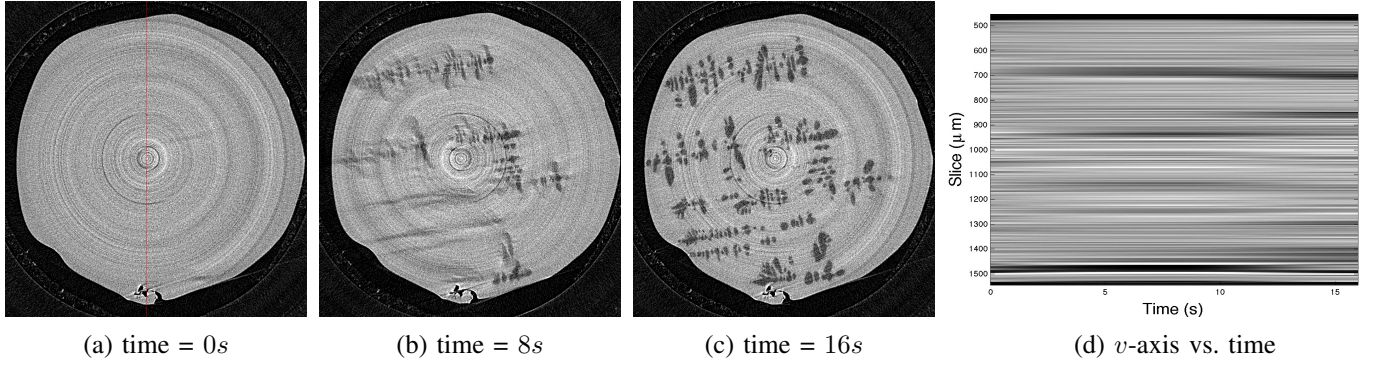 500
600
700
800
900
1000
1100
1200
1300
1400
1500
Slice (μ m)
0
5
10
15
Time (s)
(a) time = 0s
(b) time = 8s
(c) time = 16s
(d) v-axis vs. time